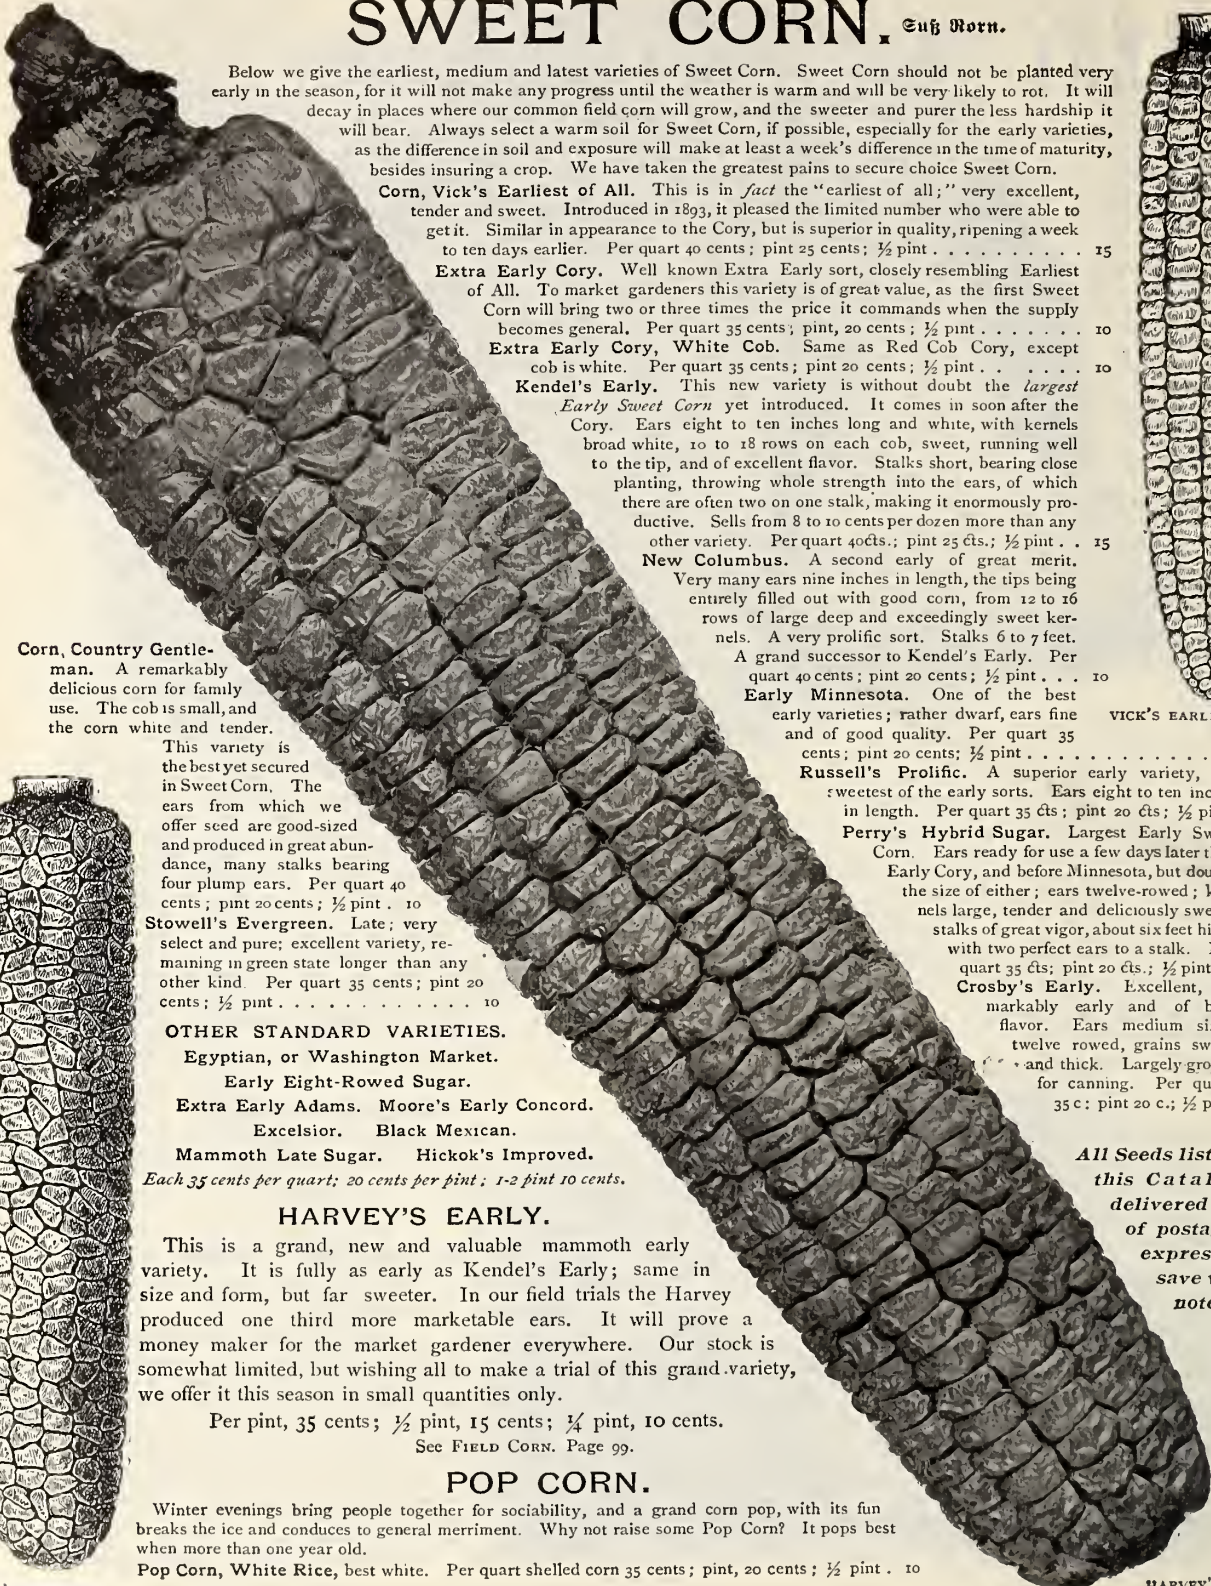 SWEET CORN. Süß Korn.
Below we give the earliest, medium and latest varieties of Sweet Corn. Sweet Corn should not be planted very
early in the season, for it will not make any progress until the weather is warm and will be very likely to rot. It will
decay in places where our common field corn will grow, and the sweeter and purer the less hardship it
will bear. Always select a warm soil for Sweet Corn, if possible, especially for the early varieties,
as the difference in soil and exposure will make at least a week's difference in the time of maturity,
besides insuring a crop. We have taken the greatest pains to secure choice Sweet Corn.
Corn, Vick's Earliest of All. This is in fact the "earliest of all;" very excellent,
tender and sweet. Introduced in 1893, it pleased the limited number who were able to
get it. Similar in appearance to the Cory, but is superior in quality, ripening a week
to ten days earlier. Per quart 40 cents; pint 25 cents; ½ pint . . . . . . . . . . 15
Extra Early Cory. Well known Extra Early sort, closely resembling Earliest
of All. To market gardeners this variety is of great value, as the first Sweet
Corn will bring two or three times the price it commands when the supply
becomes general. Per quart 35 cents; pint, 20 cents; ½ pint . . . . . . . 10
Extra Early Cory, White Cob. Same as Red Cob Cory, except
cob is white. Per quart 35 cents; pint 20 cents; ½ pint . . . . . . 10
Kendel's Early. This new variety is without doubt the largest
Early Sweet Corn yet introduced. It comes in soon after the
Cory. Ears eight to ten inches long and white, with kernels
broad white, 10 to 18 rows on each cob, sweet, running well
to the tip, and of excellent flavor. Stalks short, bearing close
planting, throwing whole strength into the ears, of which
there are often two on one stalk, making it enormously pro-
ductive. Sells from 8 to 10 cents per dozen more than any
other variety. Per quart 40cts.; pint 25 cts.; ½ pint . . 15
New Columbus. A second early of great merit.
Very many ears nine inches in length, the tips being
entirely filled out with good corn, from 12 to 16
rows of large deep and exceedingly sweet ker-
nels. A very prolific sort. Stalks 6 to 7 feet.
A grand successor to Kendel's Early. Per
quart 40 cents; pint 20 cents; ½ pint . . . 10
Early Minnesota. One of the best
early varieties; rather dwarf, ears fine
and of good quality. Per quart 35
cents; pint 20 cents; ½ pint . . . . . . . . . . . .
VICK'S EARL
Russell's Prolific. A superior early variety,
sweetest of the early sorts. Ears eight to ten inc
in length. Per quart 35 cts; pint 20 cts; ½ pi
Perry's Hybrid Sugar. Largest Early Sw
Corn. Ears ready for use a few days later t
Early Cory, and before Minnesota, but dou
the size of either; ears twelve-rowed; k
nels large, tender and deliciously swe
stalks of great vigor, about six feet hi
with two perfect ears to a stalk.
quart 35 cts; pint 20 cts.; ½ pint
Crosby's Early. Excellent,
markably early and of b
flavor. Ears medium si
twelve rowed, grains sw
and thick. Largely gro
for canning. Per qu
35 c: pint 20 c.; ½ p
All Seeds list
this Catal
delivered
of posta
expres
save
note
Corn, Country Gentle-
man. A remarkably
delicious corn for family
use. The cob is small, and
the corn white and tender.
This variety is
the best yet secured
in Sweet Corn. The
ears from which we
offer seed are good-sized
and produced in great abun-
dance, many stalks bearing
four plump ears. Per quart 40
cents; pint 20 cents; ½ pint . 10
Stowell's Evergreen. Late; very
select and pure; excellent variety, re-
maining in green state longer than any
other kind. Per quart 35 cents; pint 20
cents; ½ pint . . . . . . . . . . . . 10
OTHER STANDARD VARIETIES.
Egyptian, or Washington Market.
Early Eight-Rowed Sugar.
Extra Early Adams. Moore's Early Concord.
Excelsior. Black Mexican.
Mammoth Late Sugar. Hickok's Improved.
Each 35 cents per quart; 20 cents per pint; 1-2 pint 10 cents.
HARVEY'S EARLY.
This is a grand, new and valuable mammoth early
variety. It is fully as early as Kendel's Early; same in
size and form, but far sweeter. In our field trials the Harvey
produced one third more marketable ears. It will prove a
money maker for the market gardener everywhere. Our stock is
somewhat limited, but wishing all to make a trial of this grand variety,
we offer it this season in small quantities only.
Per pint, 35 cents; ½ pint, 15 cents; ¼ pint, 10 cents.
See FIELD CORN. Page 99.
POP CORN.
Winter evenings bring people together for sociability, and a grand corn pop, with its fun
breaks the ice and conduces to general merriment. Why not raise some Pop Corn? It pops best
when more than one year old.
Pop Corn, White Rice, best white. Per quart shelled corn 35 cents; pint, 20 cents; ½ pint . 10